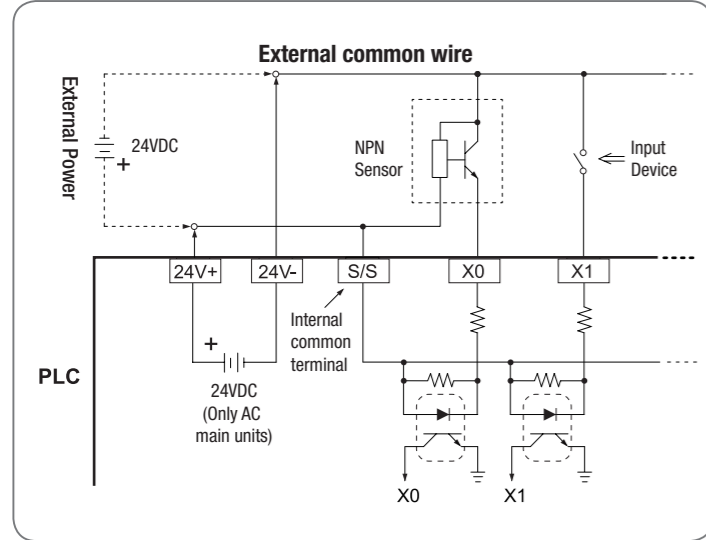 External common wire
External Power
24VDC
+
NPN
Sensor
Input
Device
24V+
24V-
S/S
X0
X1
Internal
common
terminal
+
24VDC
(Only AC
main units)
PLC
X0
X1